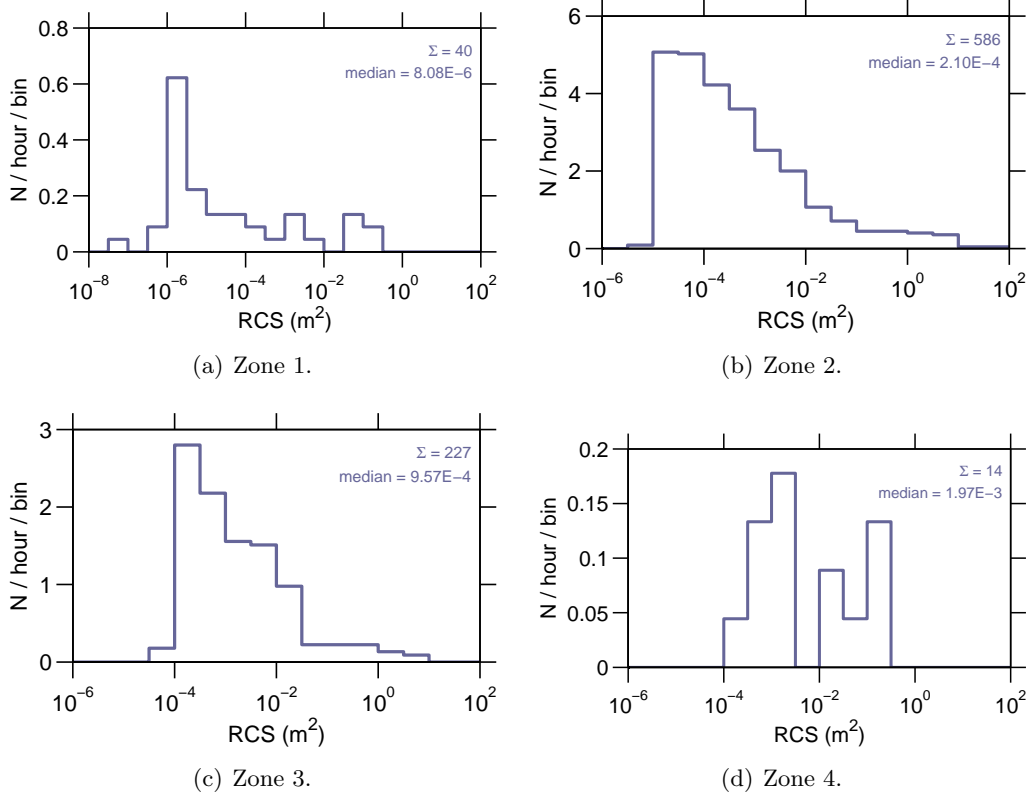 0.8
0.6
0.4
0.2
0
N / hour / bin
Σ = 40
median = 8.08E−6
10^−8 10^−6 10^−4 10^−2 10^0 10^2
RCS (m^2)
(a) Zone 1.
6
4
2
0
N / hour / bin
Σ = 586
median = 2.10E−4
10^−6 10^−4 10^−2 10^0 10^2
RCS (m^2)
(b) Zone 2.
3
2
1
0
N / hour / bin
Σ = 227
median = 9.57E−4
10^−6 10^−4 10^−2 10^0 10^2
RCS (m^2)
(c) Zone 3.
0.2
0.15
0.1
0.05
0
N / hour / bin
Σ = 14
median = 1.97E−3
10^−6 10^−4 10^−2 10^0 10^2
RCS (m^2)
(d) Zone 4.